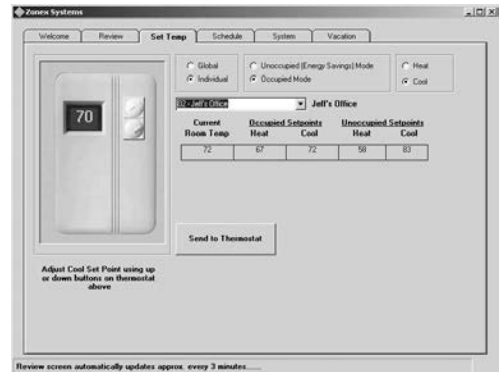 Zonex Systems
Welcome Review Set Temp Schedule System Vacation
Global
Individual
Unoccupied (Energy Savings) Mode
Occupied Mode
Heat
Cool
02-Jeff's Office Jeff's Office
Current Room Temp
Occupied Setpoints Heat Cool
Unoccupied Setpoints Heat Cool
72 67 72 58 83
70
Send to Thermostat
Adjust Cool Set Point using up
or down buttons on thermostat
above
Review screen automatically updates approx. every 3 minutes......